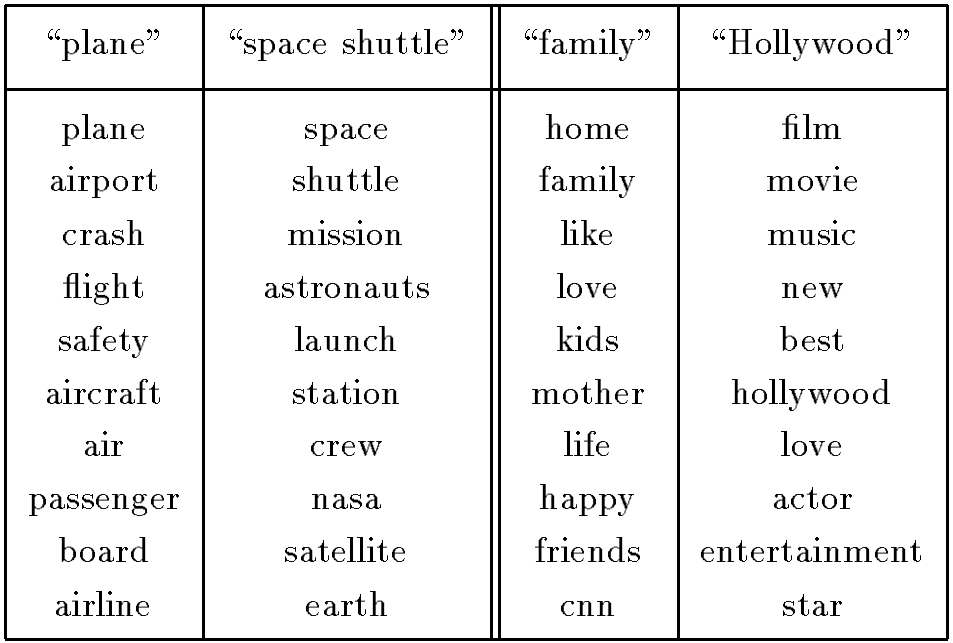 “plane” “space shuttle” “family” “Hollywood”
plane space home film
airport shuttle family movie
crash mission like music
flight astronauts love new
safety launch kids best
aircraft station mother hollywood
air crew life love
passenger nasa happy actor
board satellite friends entertainment
airline earth cnn star